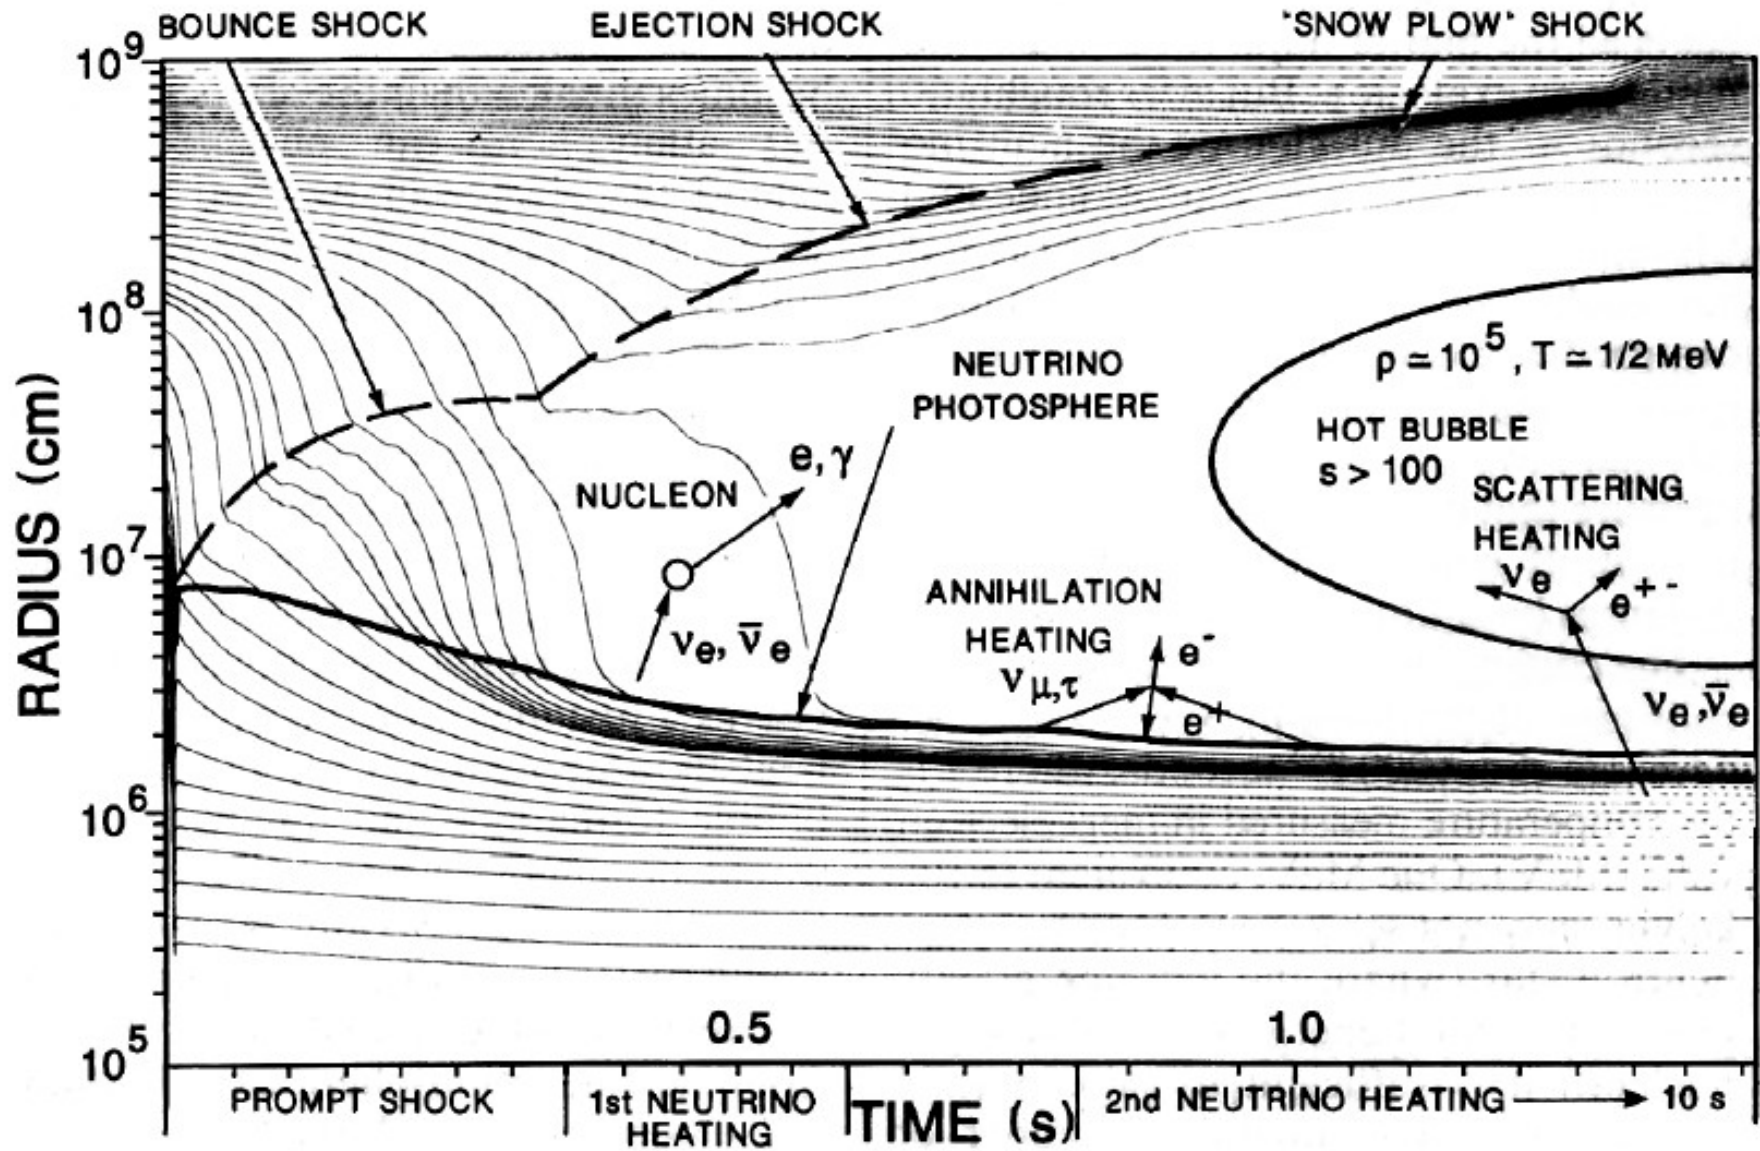 BOUNCE SHOCK
EJECTION SHOCK
"SNOW PLOW" SHOCK
10⁹
10⁸
10⁷
10⁶
10⁵
RADIUS (cm)
NEUTRINO
PHOTOSPHERE
ρ ≃ 10⁵, T ≃ 1/2 MeV
HOT BUBBLE
s > 100
SCATTERING
HEATING
νe
e⁺⁻
νe, ν̄e
NUCLEON
e, γ
νe, ν̄e
ANNIHILATION
HEATING
νμ,τ
e⁻
e⁺
0.5
1.0
PROMPT SHOCK
1st NEUTRINO
HEATING
TIME (s)
2nd NEUTRINO HEATING
10 s